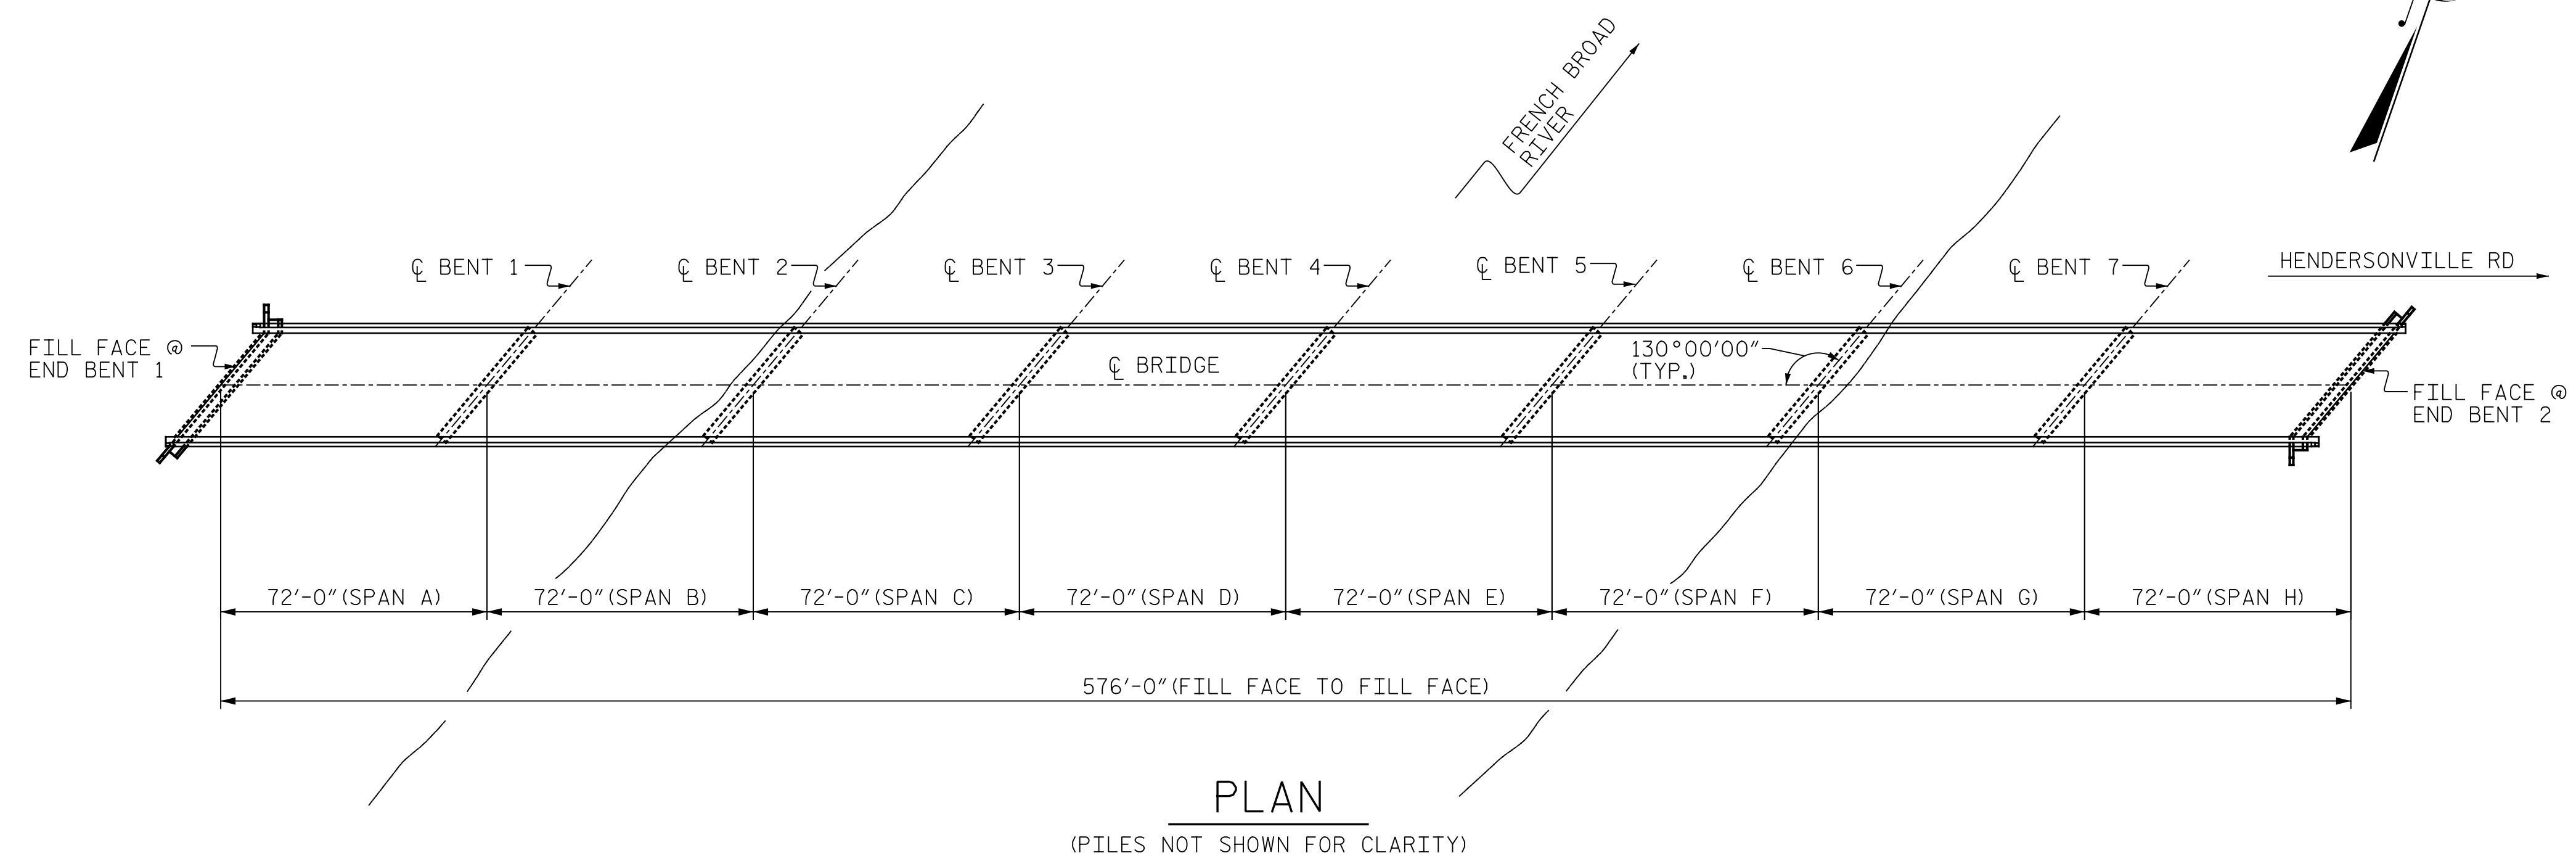 FRENCH BROAD
RIVER
℄ BENT 1
℄ BENT 2
℄ BENT 3
℄ BENT 4
℄ BENT 5
℄ BENT 6
℄ BENT 7
HENDERSONVILLE RD
FILL FACE @
END BENT 1
℄ BRIDGE
130°00'00"
(TYP.)
FILL FACE @
END BENT 2
72'-0"(SPAN A)
72'-0"(SPAN B)
72'-0"(SPAN C)
72'-0"(SPAN D)
72'-0"(SPAN E)
72'-0"(SPAN F)
72'-0"(SPAN G)
72'-0"(SPAN H)
576'-0"(FILL FACE TO FILL FACE)
PLAN
(PILES NOT SHOWN FOR CLARITY)